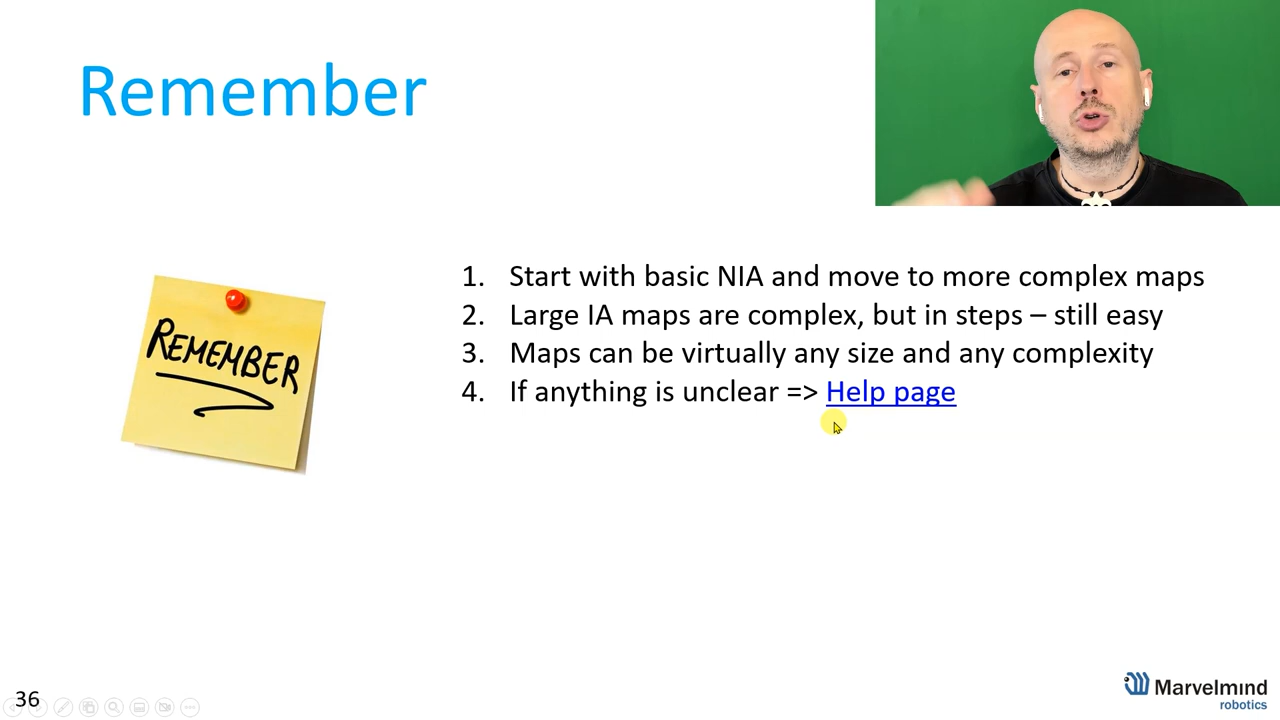 Remember
REMEMBER
1. Start with basic NIA and move to more complex maps
2. Large IA maps are complex, but in steps – still easy
3. Maps can be virtually any size and any complexity
4. If anything is unclear => Help page
36
Marvelmind
robotics